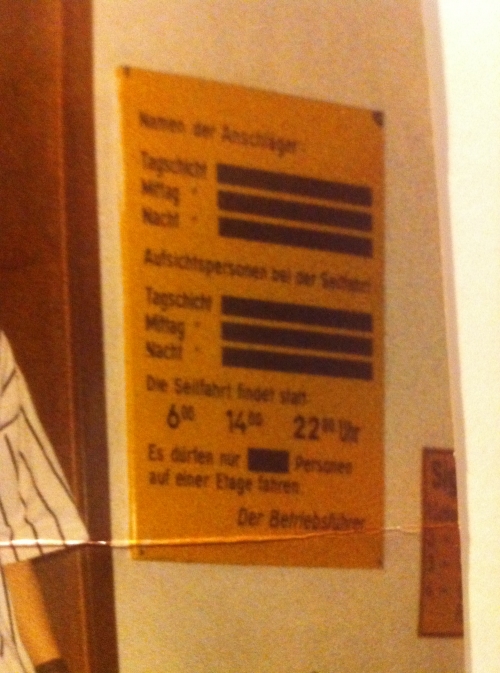 Namen der Anschläger:
Tagschicht
Mittag "
Nacht "
Aufsichtspersonen bei der Seilfahrt
Tagschicht
Mittag "
Nacht "
Die Seilfahrt findet statt:
6⁰⁰ 14⁰⁰ 22⁰⁰ Uhr
Es dürfen nur Personen
auf einer Etage fahren.
Der Betriebsführer